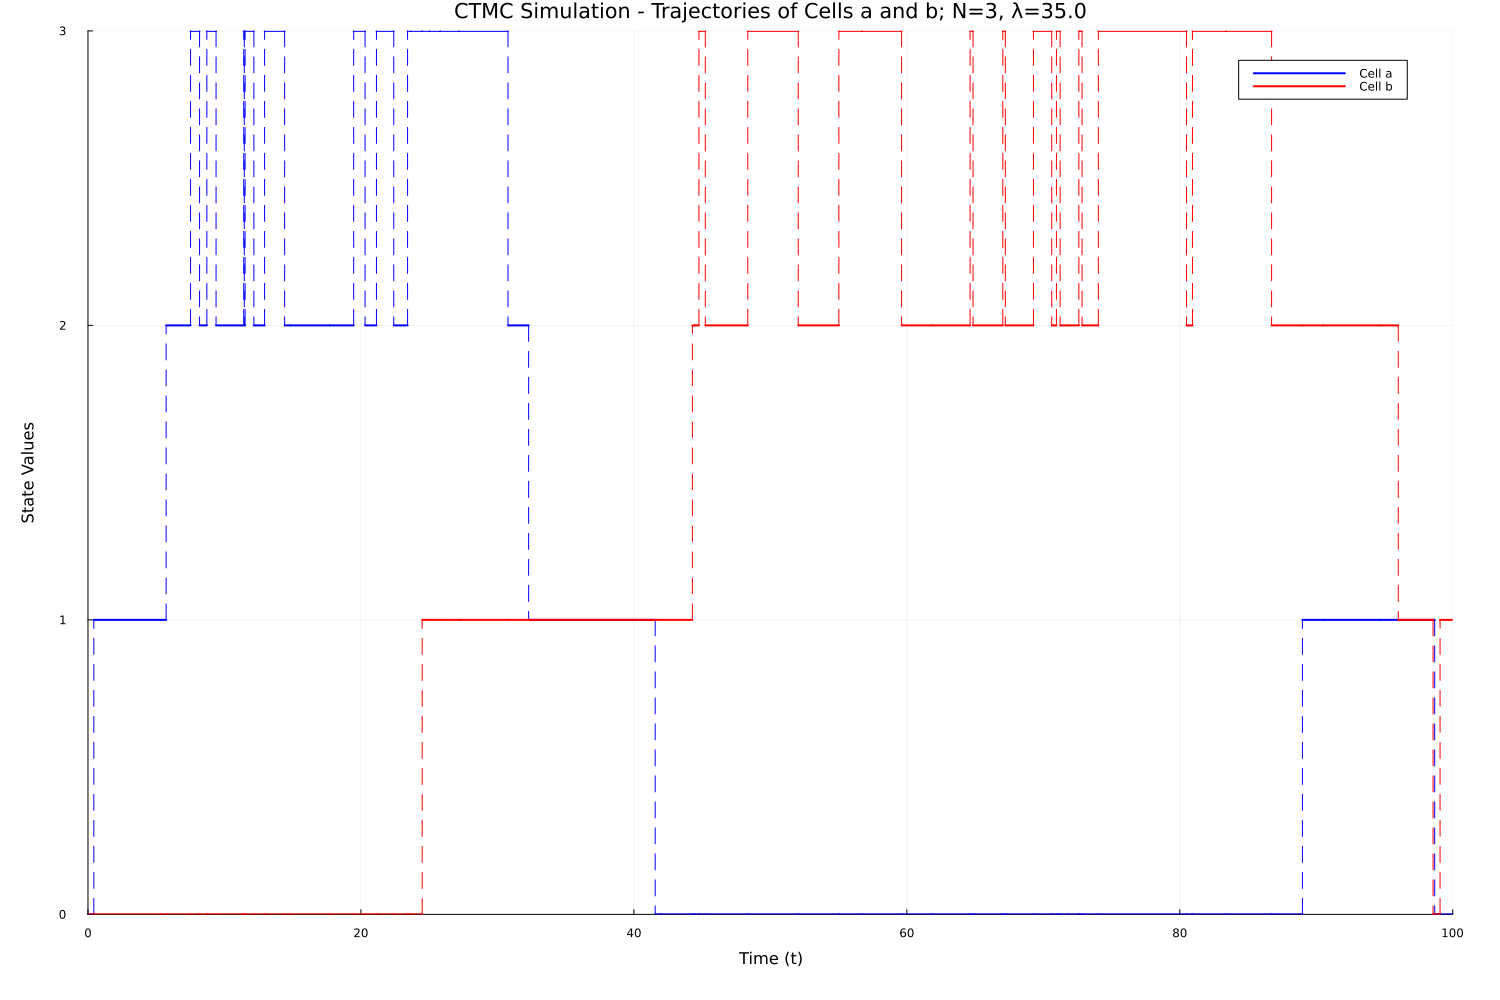 CTMC Simulation - Trajectories of Cells a and b; N=3, λ=35.0
3
Cell a
Cell b
2
State Values
1
0
0 20 40 60 80 100
Time (t)